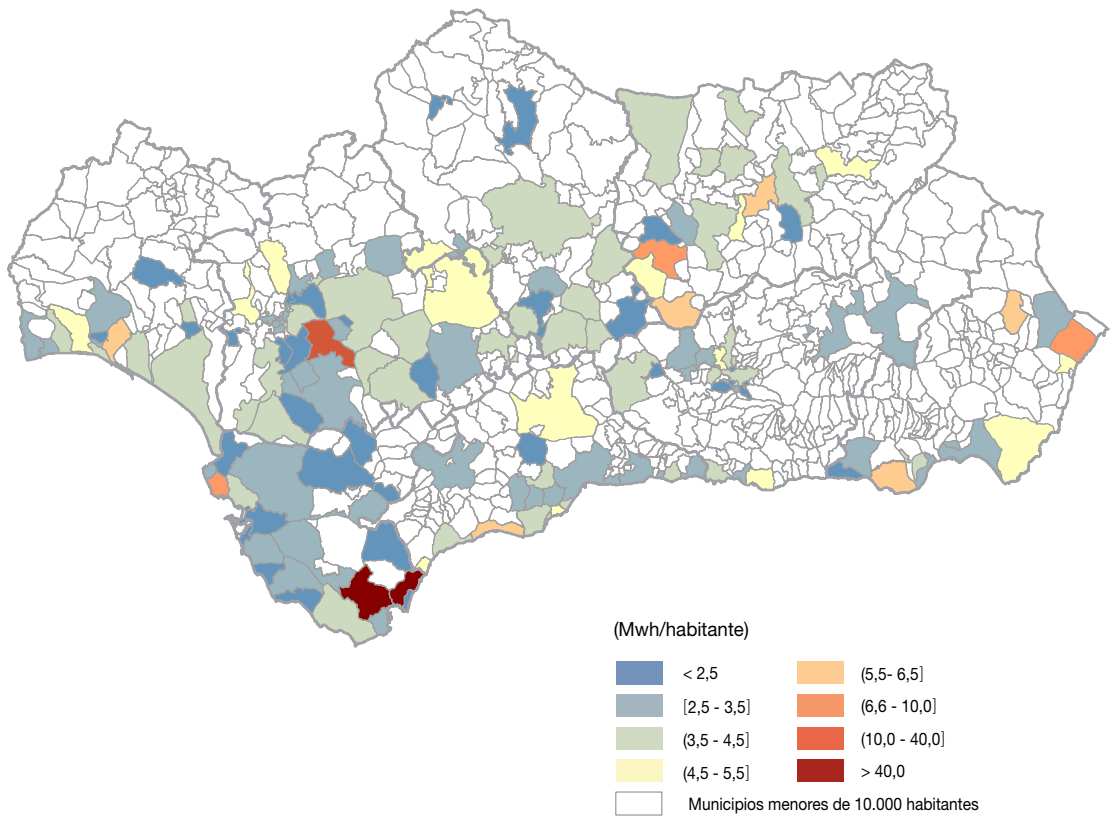 (Mwh/habitante)
< 2,5
[2,5 - 3,5]
(3,5 - 4,5]
(4,5 - 5,5]
(5,5- 6,5]
(6,6 - 10,0]
(10,0 - 40,0]
> 40,0
Municipios menores de 10.000 habitantes